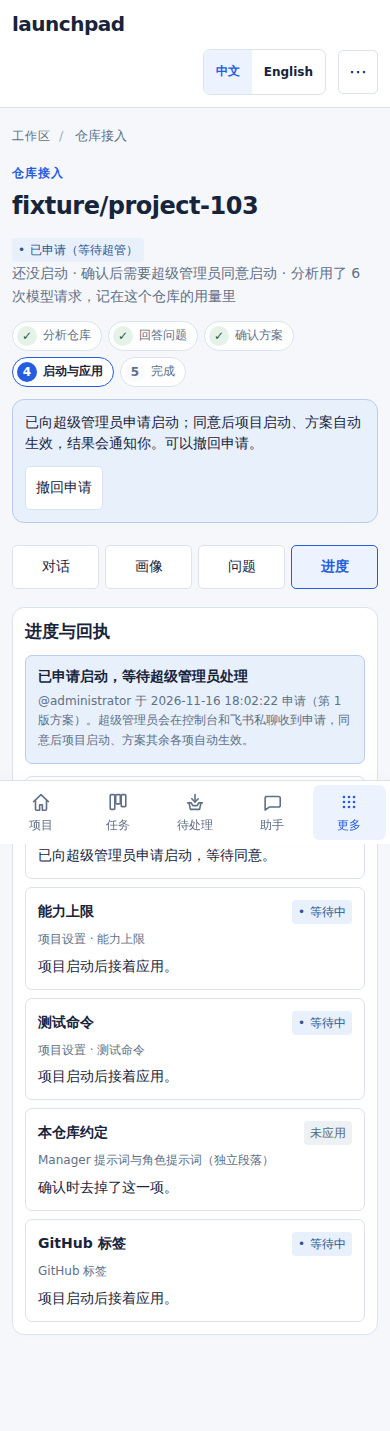 launchpad
中文 English ⋯
工作区 / 仓库接入
仓库接入
fixture/project-103
• 已申请（等待超管）
还没启动 · 确认后需要超级管理员同意启动 · 分析用了 6
次模型请求，记在这个仓库的用量里
✓ 分析仓库 ✓ 回答问题 ✓ 确认方案
4 启动与应用 5 完成
已向超级管理员申请启动；同意后项目启动、方案自动
生效，结果会通知你。可以撤回申请。
撤回申请
对话 画像 问题 进度
进度与回执
已申请启动，等待超级管理员处理
@administrator 于 2026-11-16 18:02:22 申请（第 1
版方案）。超级管理员会在控制台和飞书私聊收到申请，同
意后项目启动、方案其余各项自动生效。
项目 任务 待处理 助手 更多
已向超级管理员申请启动，等待同意。
能力上限 • 等待中
项目设置 · 能力上限
项目启动后接着应用。
测试命令 • 等待中
项目设置 · 测试命令
项目启动后接着应用。
本仓库约定 未应用
Manager 提示词与角色提示词（独立段落）
确认时去掉了这一项。
GitHub 标签 • 等待中
GitHub 标签
项目启动后接着应用。